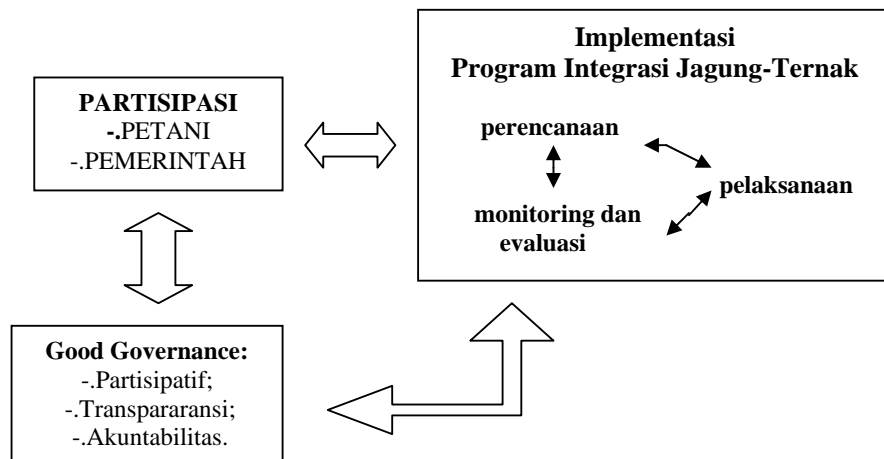 Implementasi
Program Integrasi Jagung-Ternak
PARTISIPASI
-.PETANI
-.PEMERINTAH
perencanaan
pelaksanaan
monitoring dan
evaluasi
Good Governance:
-.Partisipatif;
-.Transpararansi;
-.Akuntabilitas.